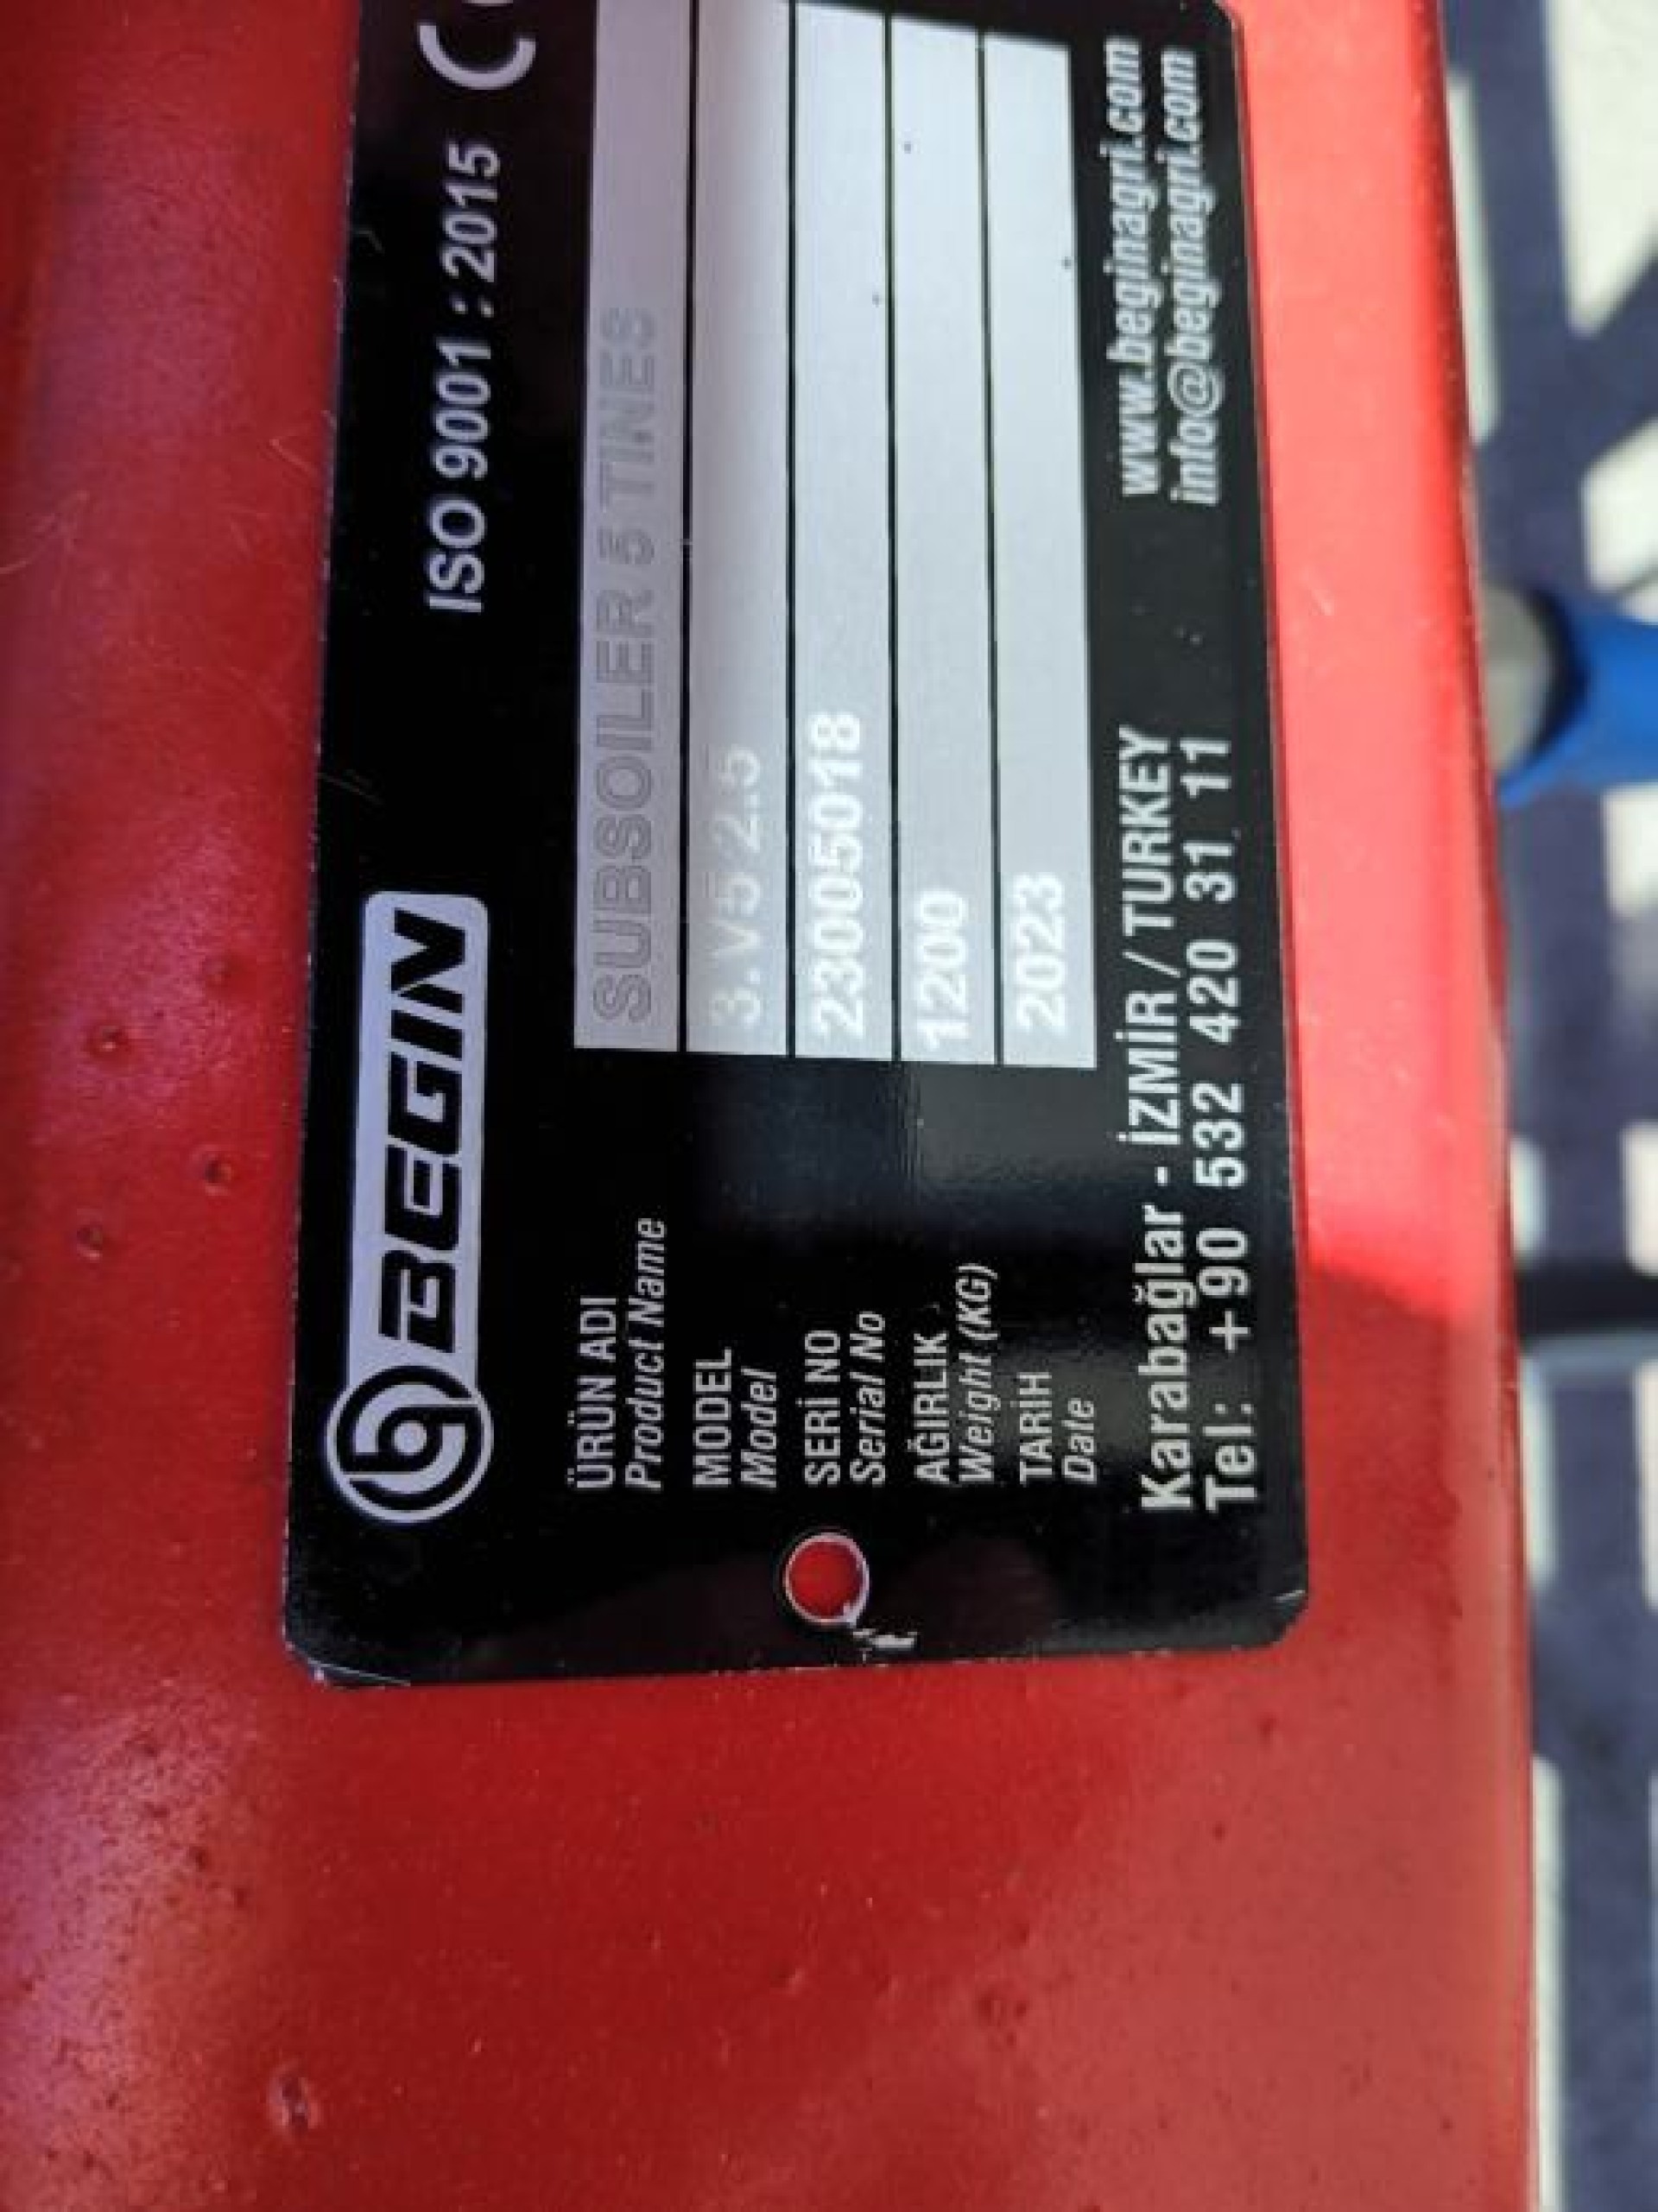 BEGIN
ISO 9001 : 2015
ÜRÜN ADI
Product Name
SUBSOILER 5 TINES
MODEL
Model
3.V5 2.5
SERİ NO
Serial No
23005018
AĞIRLIK
Weight (KG)
1200
TARİH
Date
2023
Karabağlar - İZMİR / TURKEY
Tel: +90 532 420 31 11
www.beginagri.com
info@beginagri.com